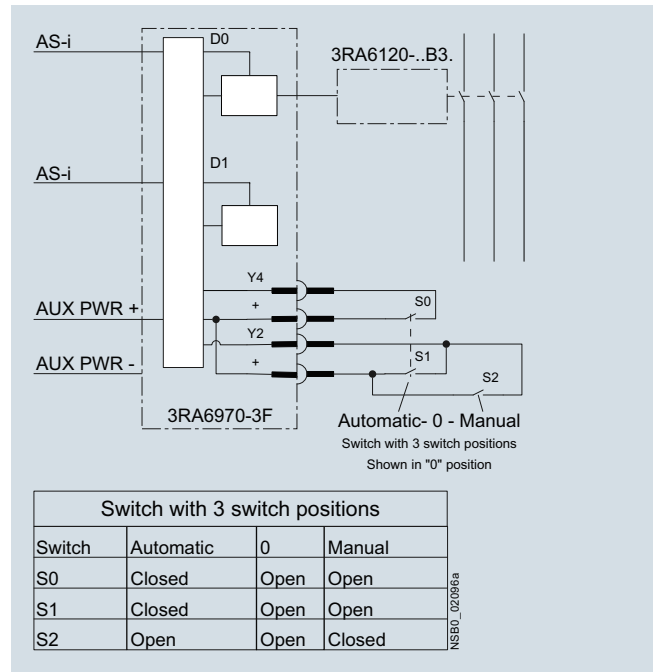 AS-i
D0
3RA6120-..B3.
AS-i
D1
Y4
+
S0
AUX PWR +
Y2
S1
AUX PWR -
+
S2
3RA6970-3F
Automatic- 0 - Manual
Switch with 3 switch positions
Shown in "0" position
Switch with 3 switch positions
Switch Automatic 0 Manual
S0 Closed Open Open
S1 Closed Open Open
S2 Open Open Closed
NSB0_02096a